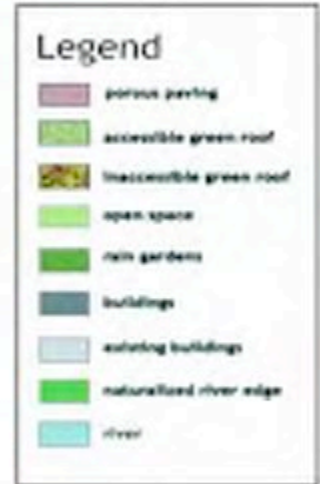 Legend
porous paving
accessible green roof
inaccessible green roof
open space
rain gardens
buildings
existing buildings
naturalized river edge
river